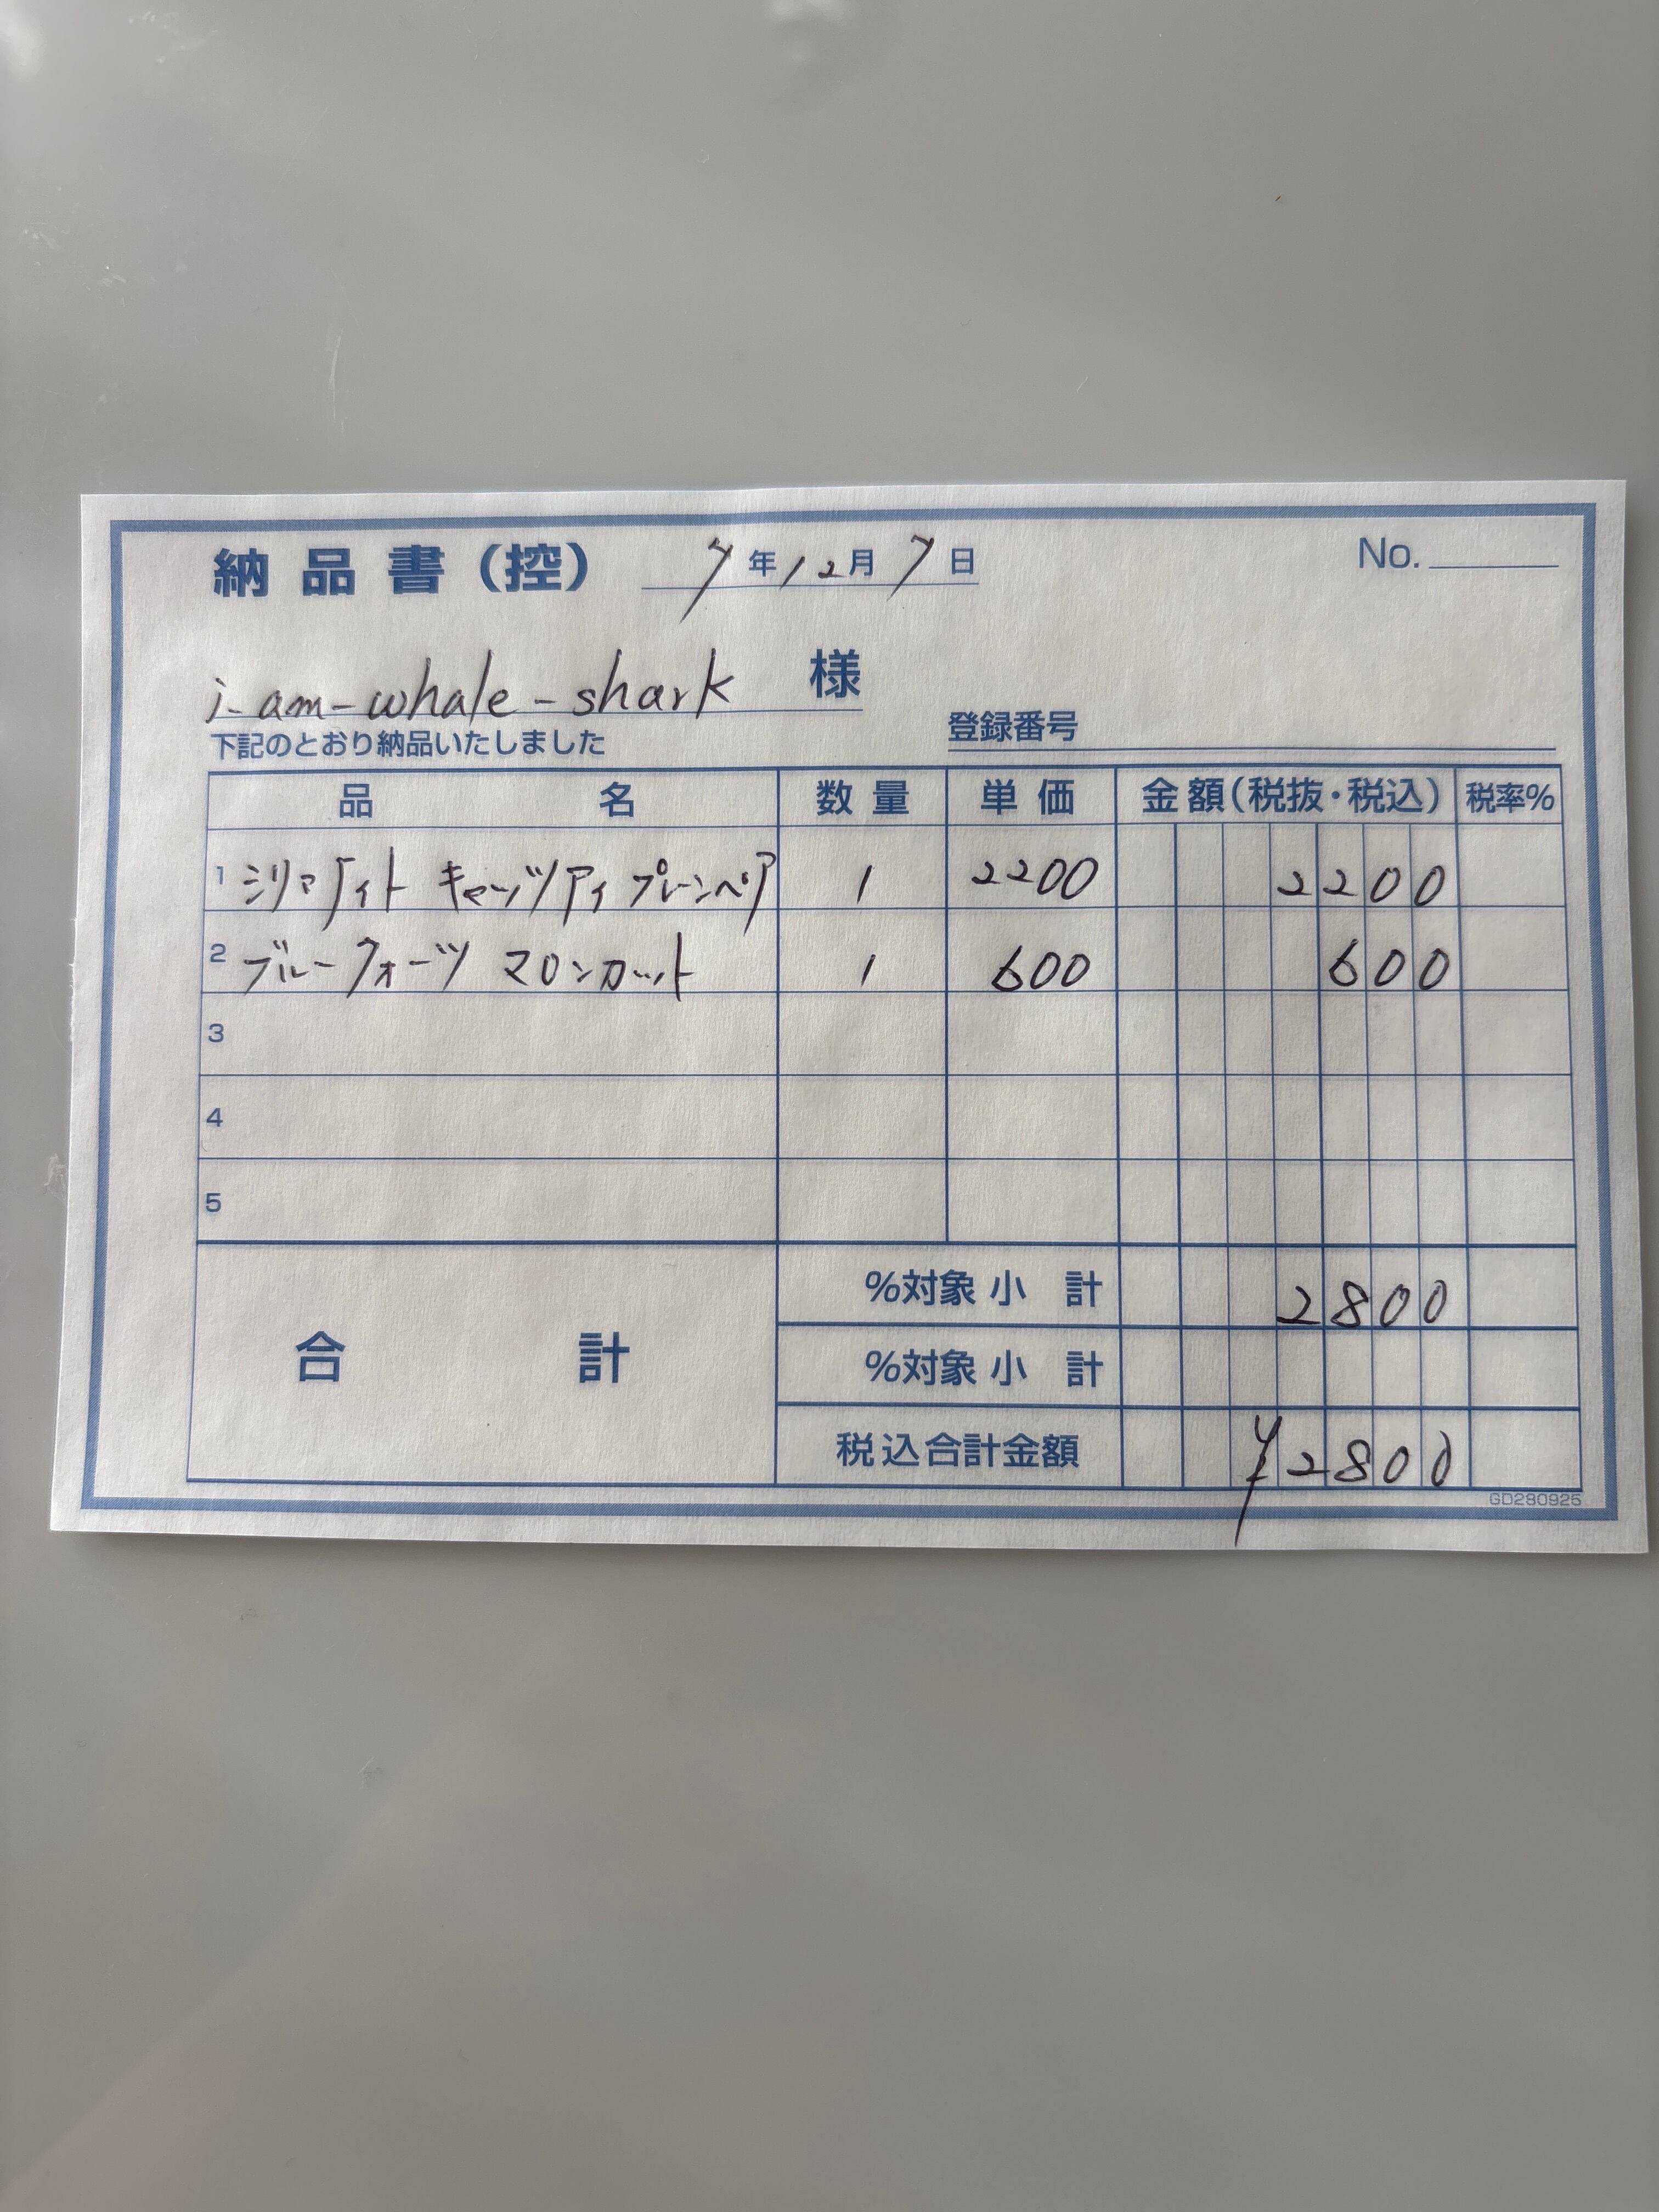 納品書(控) 7年12月7日 No.
i-am-whale-shark 様
下記のとおり納品いたしました 登録番号
品名 数量 単価 金額(税抜・税込) 税率%
1 シリマナイト キャッツアイ プレーンペア 1 2200 2200
2 ブルークォーツ マロンカット 1 600 600
3
4
5
合計
%対象小計 2800
%対象小計
税込合計金額 ¥2800
GD280925